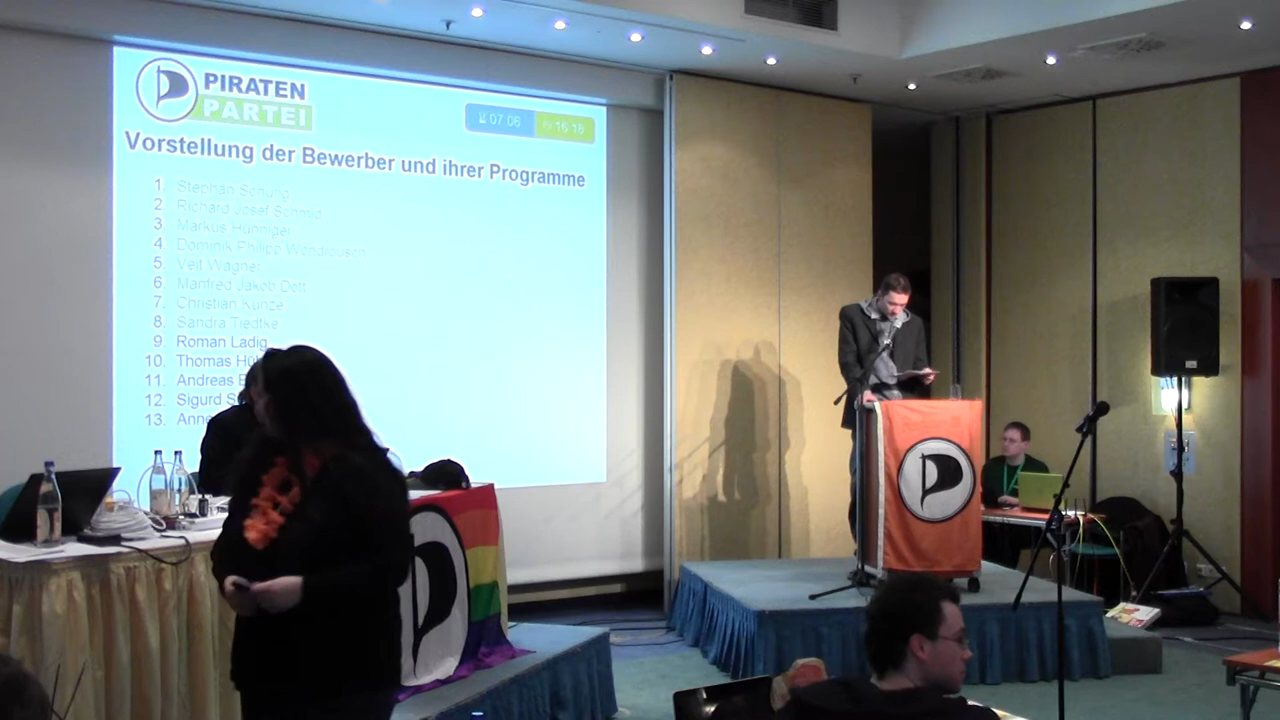 PIRATEN
PARTEI
07:06
16:16
Vorstellung der Bewerber und ihrer Programme
1. Stephan Schurig
2. Richard Josef Schmid
3. Markus Hünniger
4. Dominik Philipp Wondrousch
5. Veit Wagner
6. Manfred Jakob Dott
7. Christian Kunze
8. Sandra Tiedtke
9. Roman Ladig
10. Thomas
11. Andreas
12. Sigurd
13.